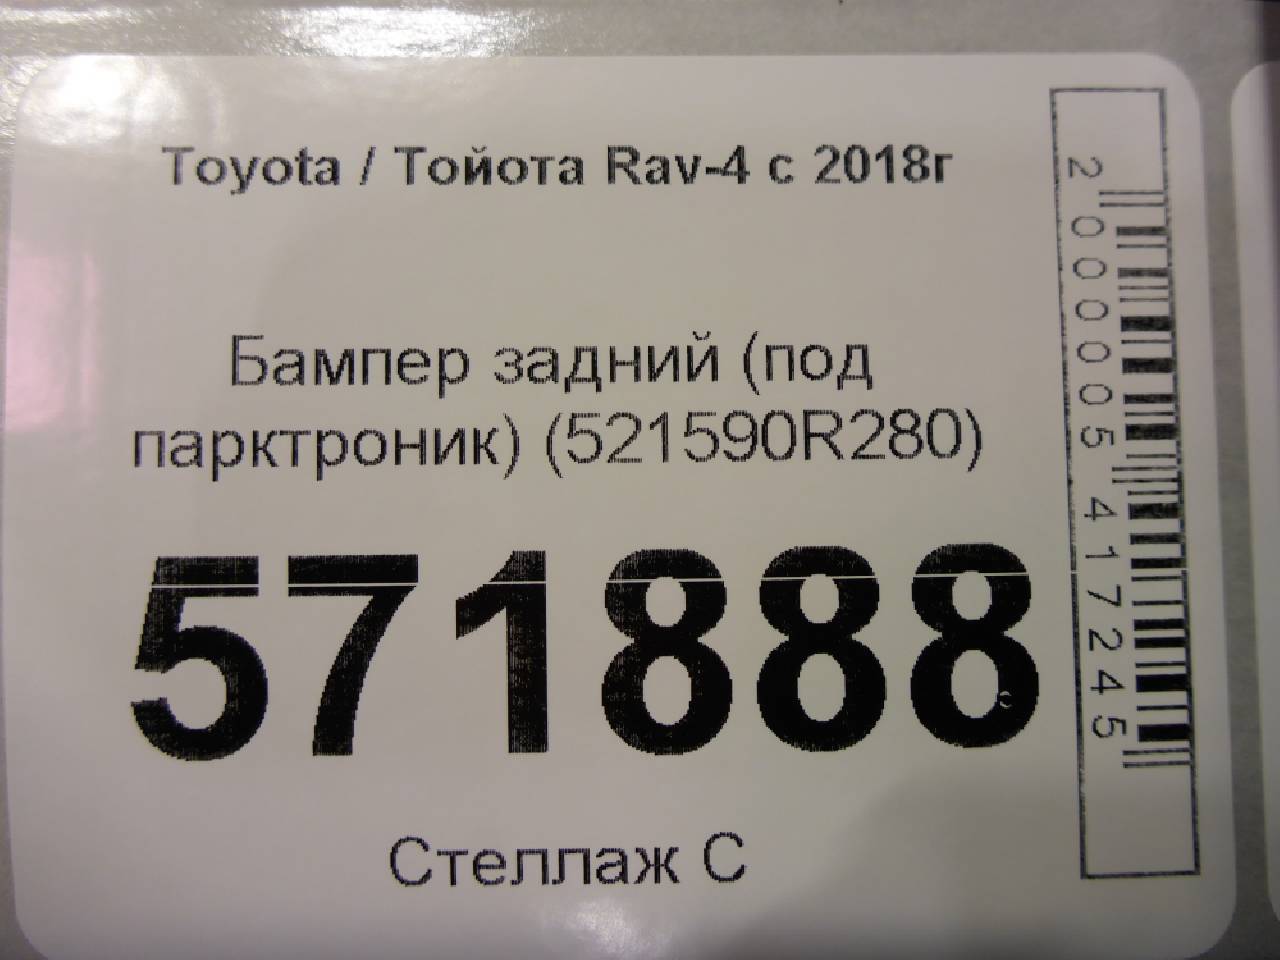 Toyota / Тойота Rav-4 с 2018г
Бампер задний (под
парктроник) (521590R280)
571888
Стеллаж С
2000005417245